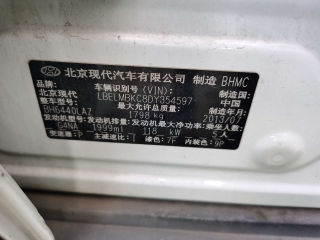 北京现代汽车有限公司 制造 BHMC
品牌: 车辆识别号(VIN): 制造国:
北京现代 LBELMBKC8DY354597 中国
整车型号: 最大允许总质量: 制造年月:
BH6440LAZ 1798 kg 2013/07
发动机型号: 发动机排量: 发动机最大净功率: 乘坐人数:
G4NA 1999ml 118 kW 5人
变速器:P 主减速:I 漆色:7F 内装色:9P